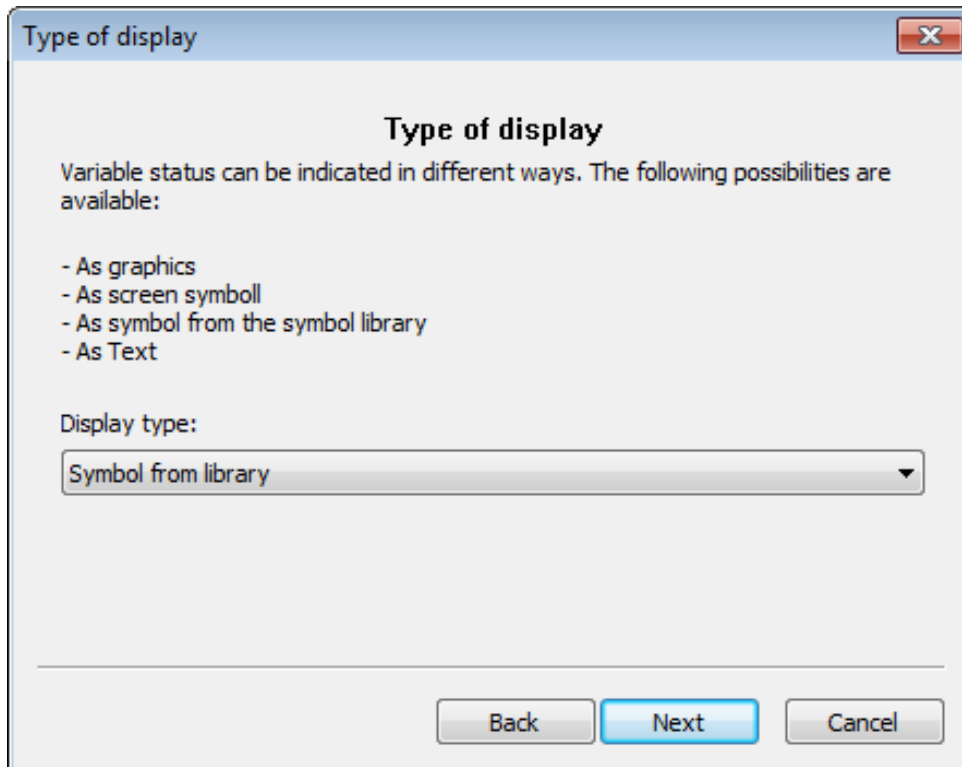 Type of display
Type of display
Variable status can be indicated in different ways. The following possibilities are
available:
- As graphics
- As screen symboll
- As symbol from the symbol library
- As Text
Display type:
Symbol from library
Back Next Cancel